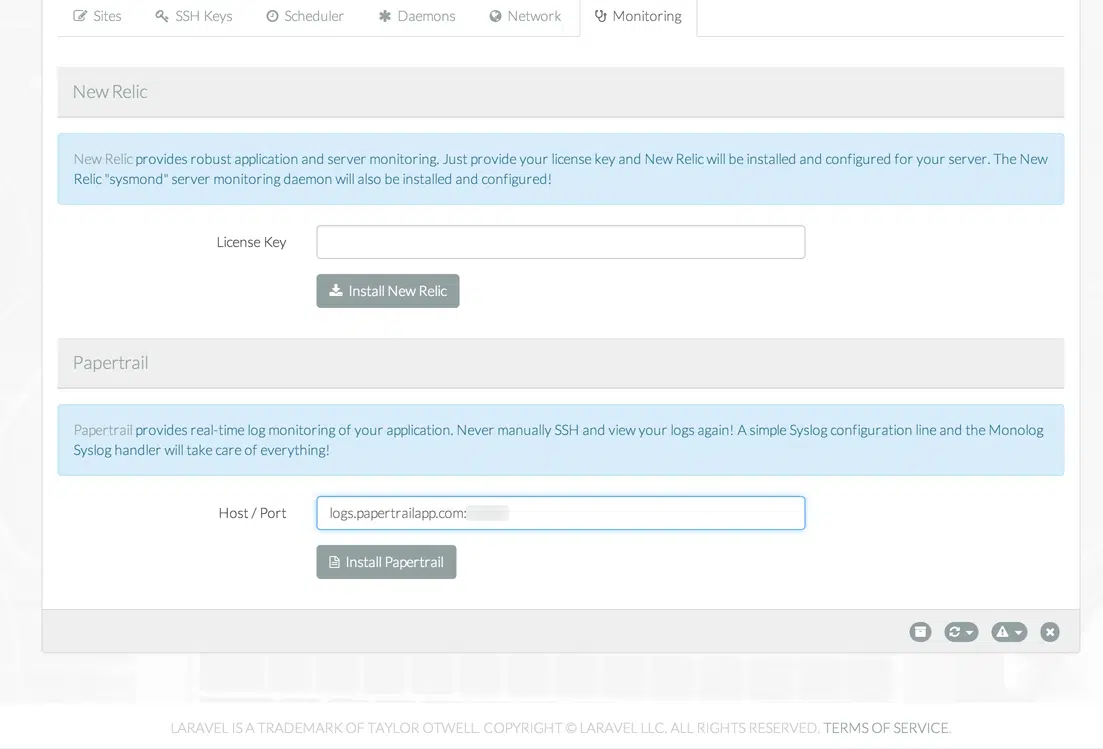 Sites SSH Keys Scheduler Daemons Network Monitoring
New Relic
New Relic provides robust application and server monitoring. Just provide your license key and New Relic will be installed and configured for your server. The New
Relic "sysmond" server monitoring daemon will also be installed and configured!
License Key
Install New Relic
Papertrail
Papertrail provides real-time log monitoring of your application. Never manually SSH and view your logs again! A simple Syslog configuration line and the Monolog
Syslog handler will take care of everything!
Host / Port logs.papertrailapp.com:
Install Papertrail
LARAVEL IS A TRADEMARK OF TAYLOR OTWELL. COPYRIGHT © LARAVEL LLC. ALL RIGHTS RESERVED. TERMS OF SERVICE.